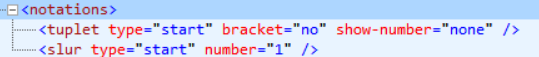 <notations>
<tuplet type="start" bracket="no" show-number="none" />
<slur type="start" number="1" />